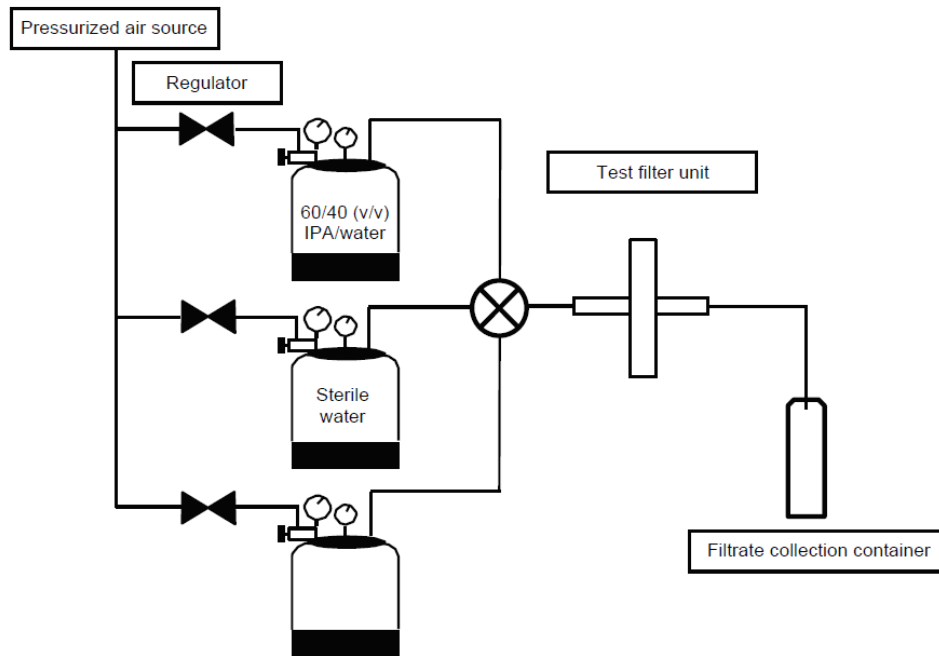 Pressurized air source
Regulator
Test filter unit
60/40 (v/v)
IPA/water
Sterile
water
Filtrate collection container